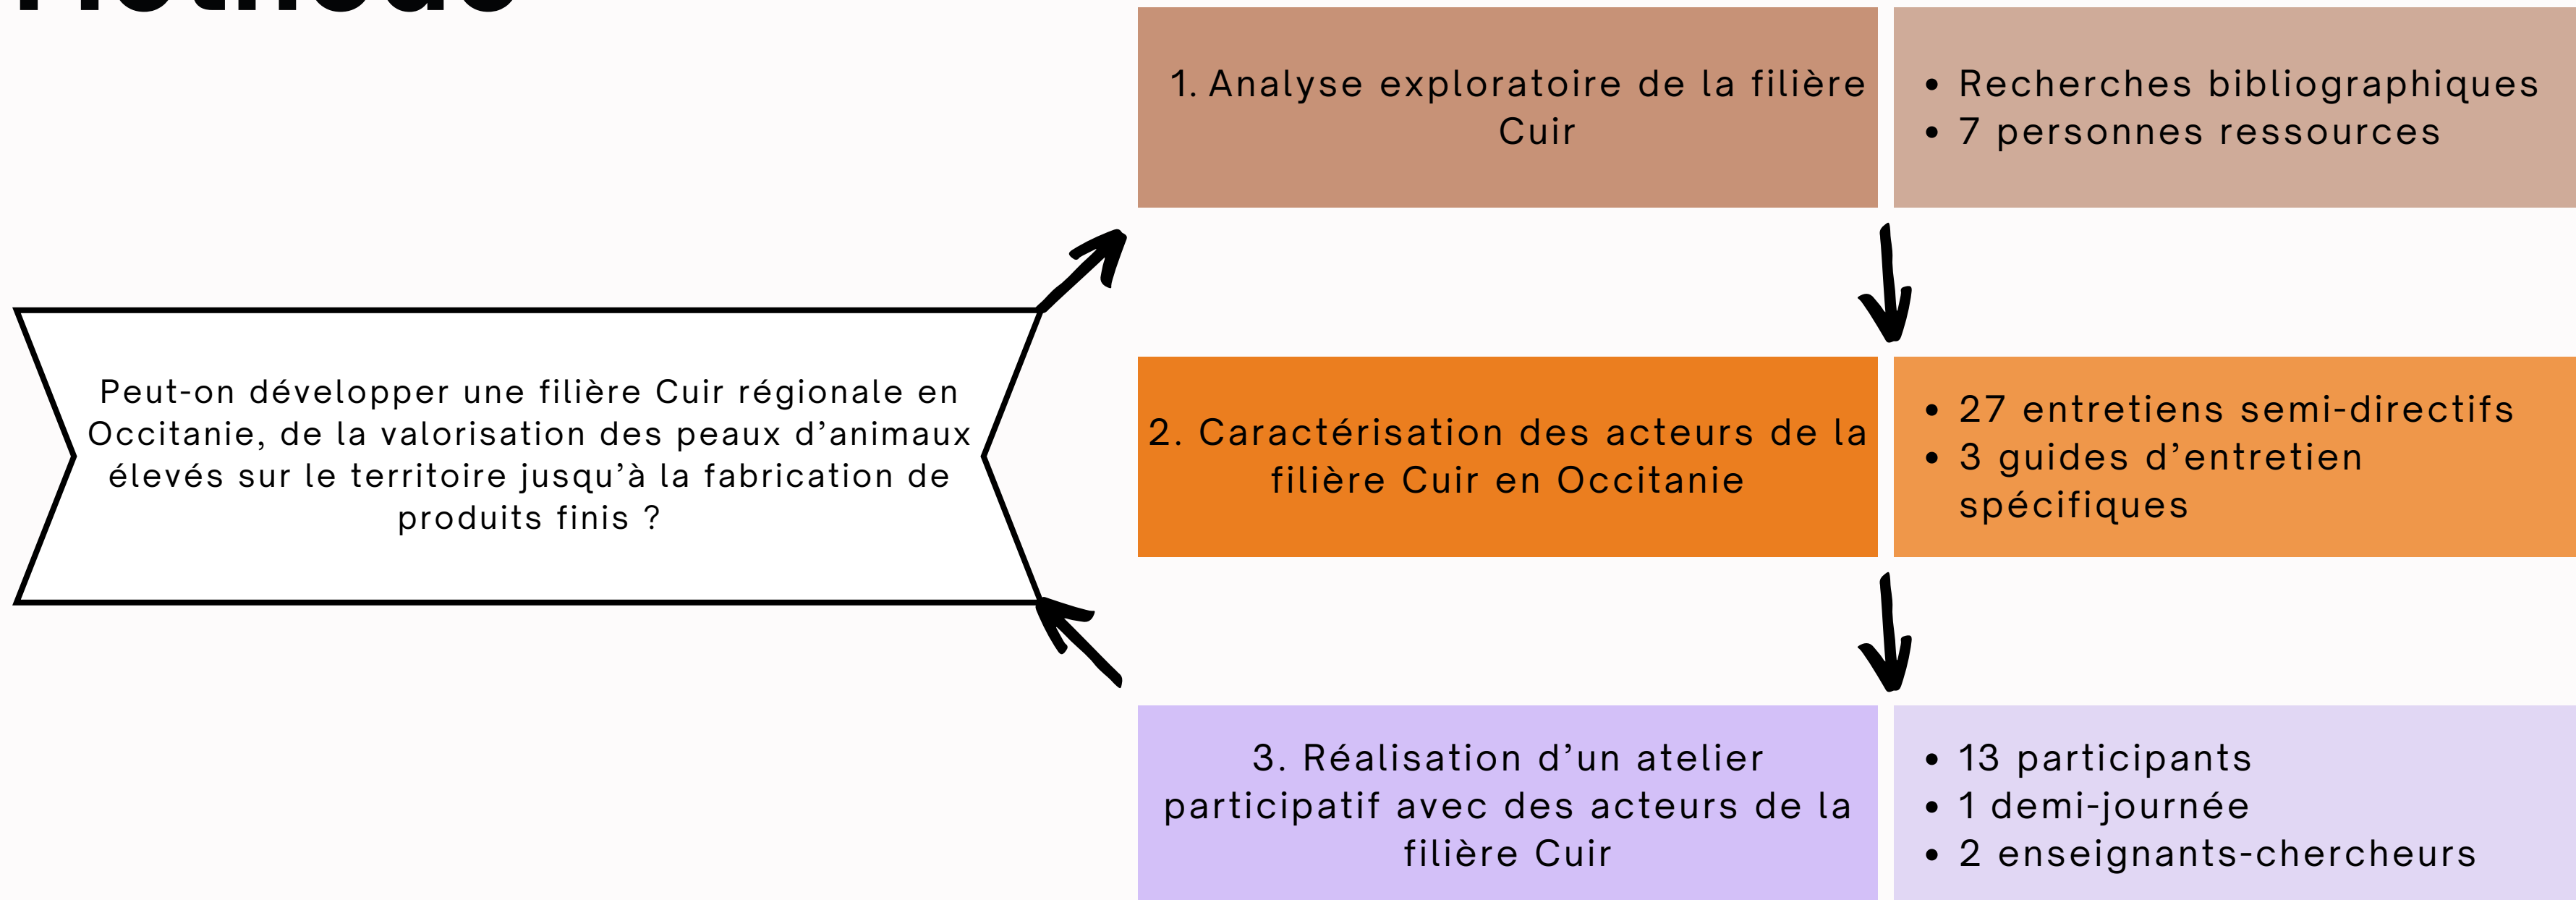 1. Analyse exploratoire de la filière
Cuir
• Recherches bibliographiques
• 7 personnes ressources
Peut-on développer une filière Cuir régionale en
Occitanie, de la valorisation des peaux d’animaux
élevés sur le territoire jusqu’à la fabrication de
produits finis ?
2. Caractérisation des acteurs de la
filière Cuir en Occitanie
• 27 entretiens semi-directifs
• 3 guides d’entretien
spécifiques
3. Réalisation d’un atelier
participatif avec des acteurs de la
filière Cuir
• 13 participants
• 1 demi-journée
• 2 enseignants-chercheurs